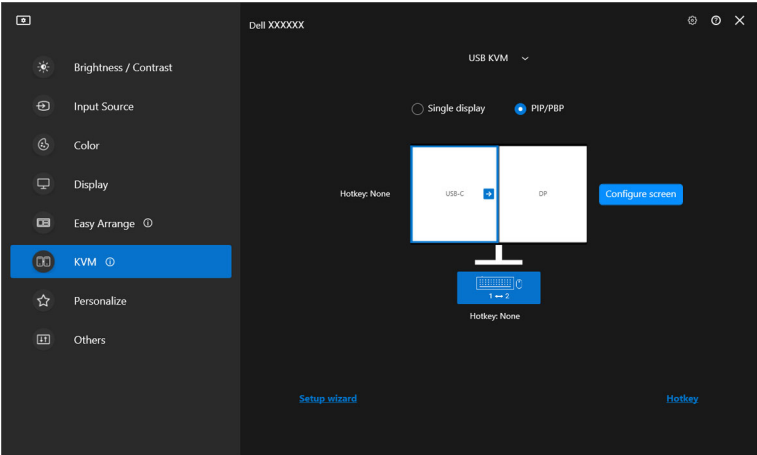 Dell XXXXXX
Brightness / Contrast
Input Source
Color
Display
Easy Arrange
KVM
Personalize
Others
USB KVM
Single display
PIP/PBP
Hotkey: None
USB-C
DP
Configure screen
1 ↔ 2
Hotkey: None
Setup wizard
Hotkey